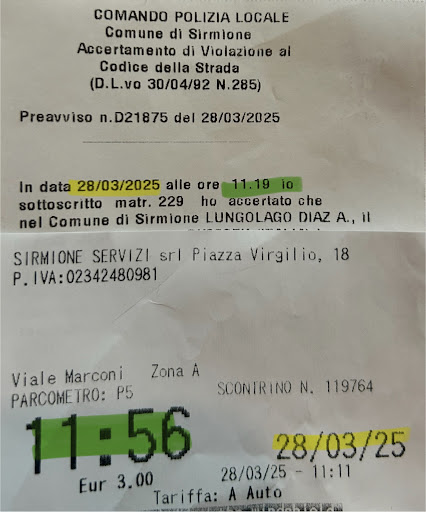 COMANDO POLIZIA LOCALE
Comune di Sirmione
Accertamento di Violazione al
Codice della Strada
(D.L.vo 30/04/92 N.285)
Preavviso n.D21875 del 28/03/2025
In data 28/03/2025 alle ore 11.19 io
sottoscritto matr. 229 ho accertato che
nel Comune di Sirmione LUNGOLAGO DIAZ A., il
SIRMIONE SERVIZI srl Piazza Virgilio, 18
P.IVA:02342480981
Viale Marconi Zona A
PARCOMETRO: P5 SCONTRINO N. 119764
11:56 28/03/25
Eur 3.00 28/03/25 - 11:11
Tariffa: A Auto